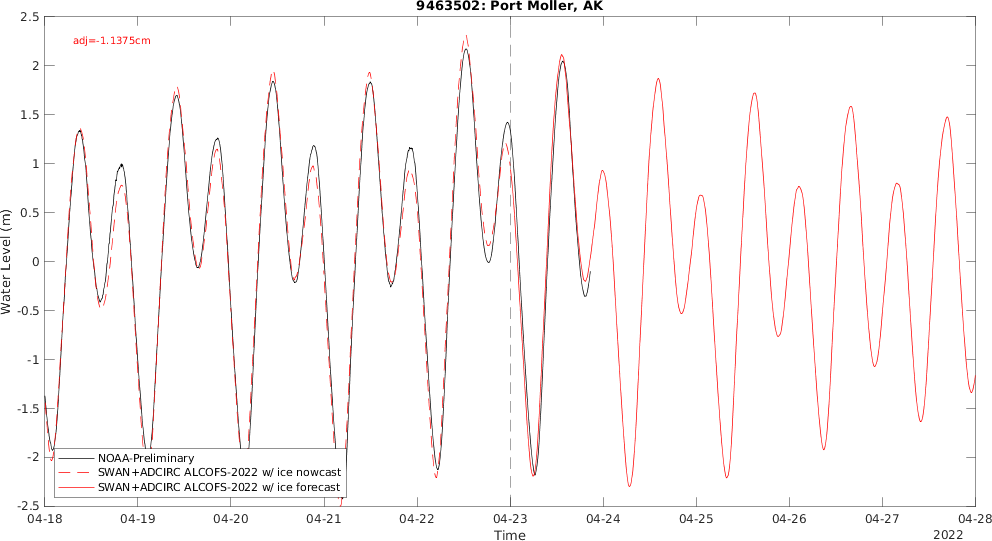 9463502: Port Moller, AK
adj=-1.1375cm
Water Level (m)
2.5
2
1.5
1
0.5
0
-0.5
-1
-1.5
-2
-2.5
NOAA-Preliminary
SWAN+ADCIRC ALCOFS-2022 w/ ice nowcast
SWAN+ADCIRC ALCOFS-2022 w/ ice forecast
04-18 04-19 04-20 04-21 04-22 04-23 04-24 04-25 04-26 04-27 04-28
Time
2022